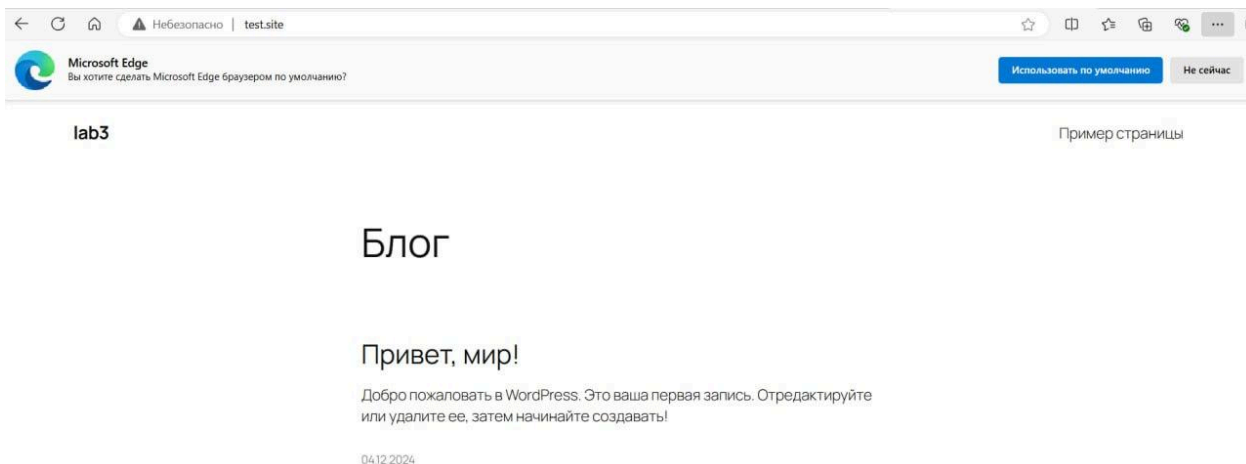 Небезопасно | test.site
Microsoft Edge
Вы хотите сделать Microsoft Edge браузером по умолчанию?
Использовать по умолчанию
Не сейчас
lab3
Пример страницы
Блог
Привет, мир!
Добро пожаловать в WordPress. Это ваша первая запись. Отредактируйте
или удалите ее, затем начинайте создавать!
04.12.2024